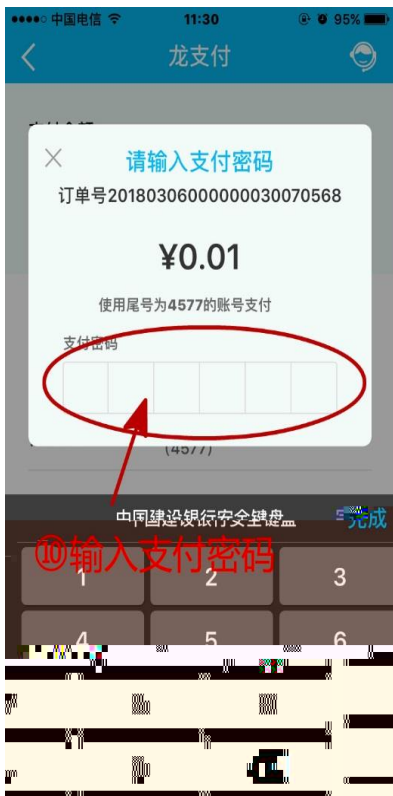 中国电信 11:30 95%
龙支付
请输入支付密码
订单号20180306000000030070568
¥0.01
使用尾号为4577的账号支付
支付密码
(4577)
中国建设银行安全键盘 完成
⑩输入支付密码
1 2 3
4 5 6